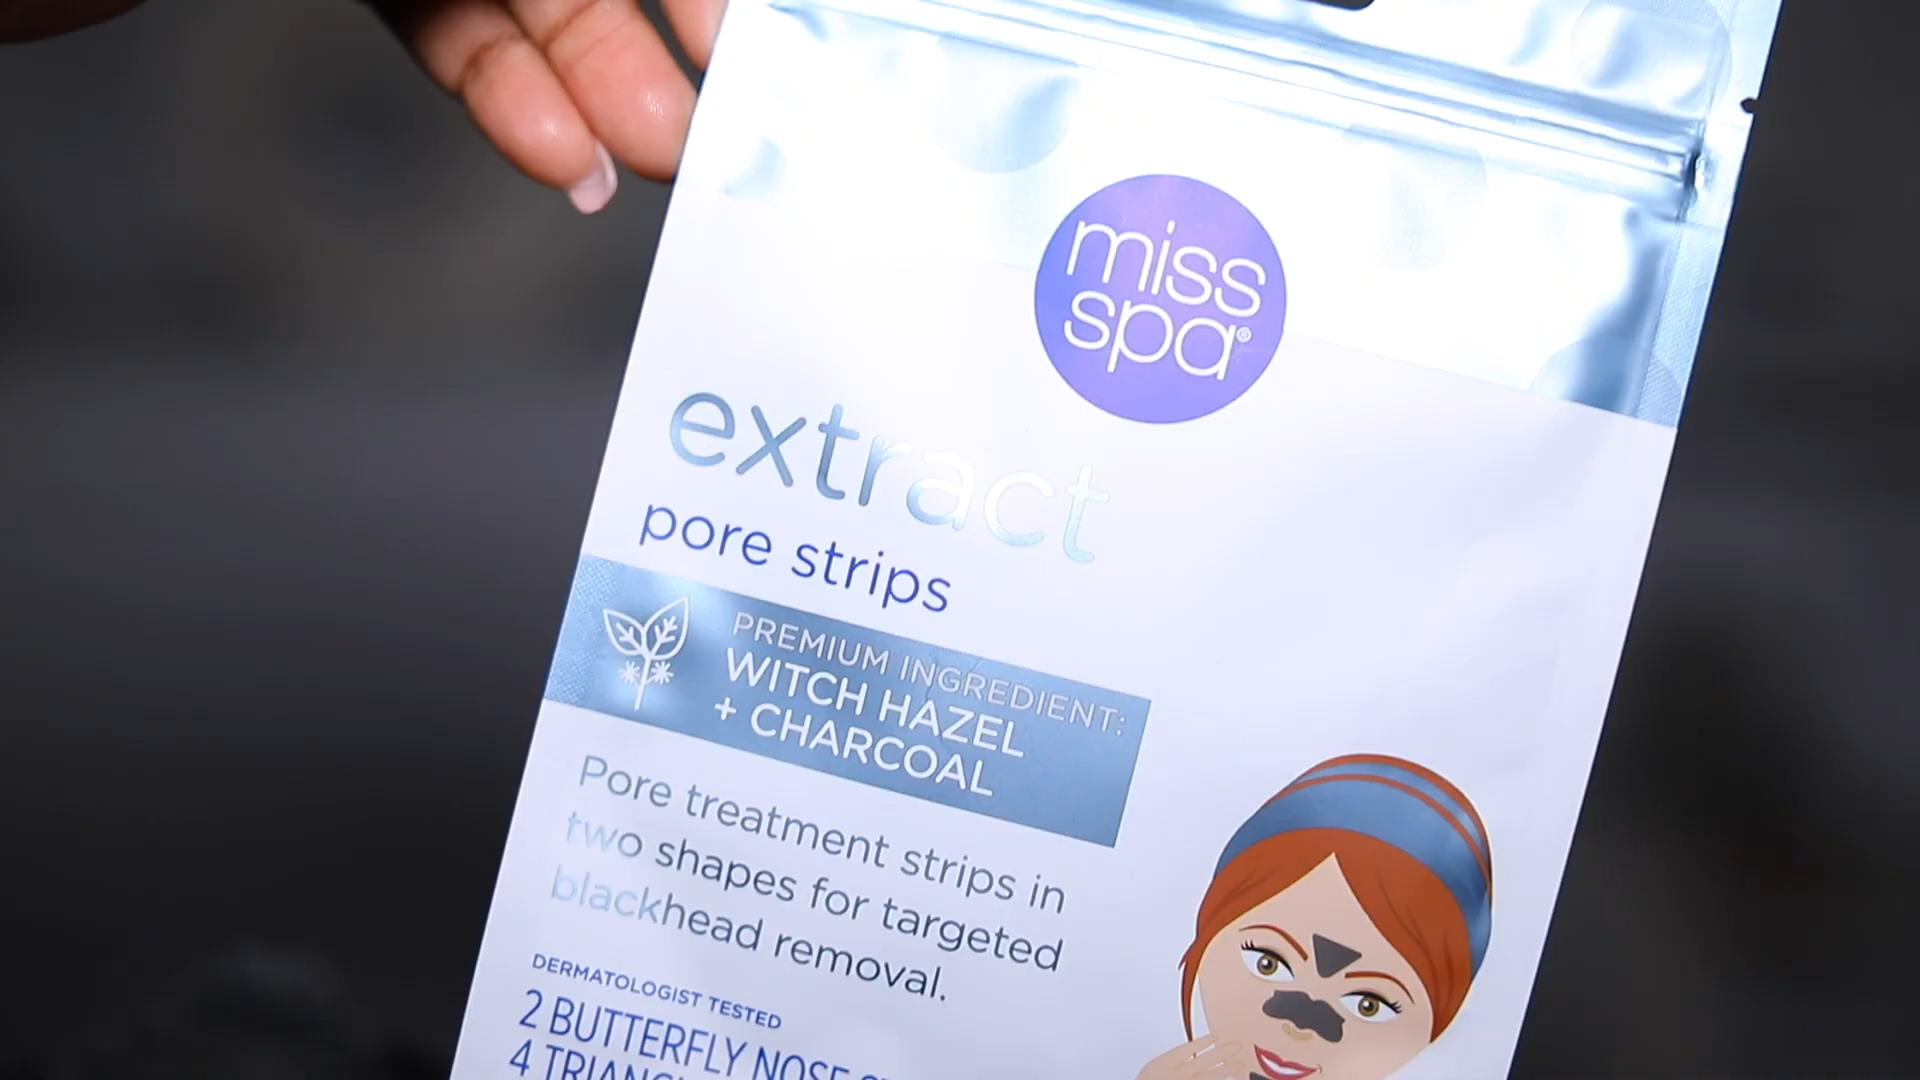 miss
spa®
extract
pore strips
PREMIUM INGREDIENT:
WITCH HAZEL
+ CHARCOAL
Pore treatment strips in
two shapes for targeted
blackhead removal.
DERMATOLOGIST TESTED
2 BUTTERFLY NOSE
4